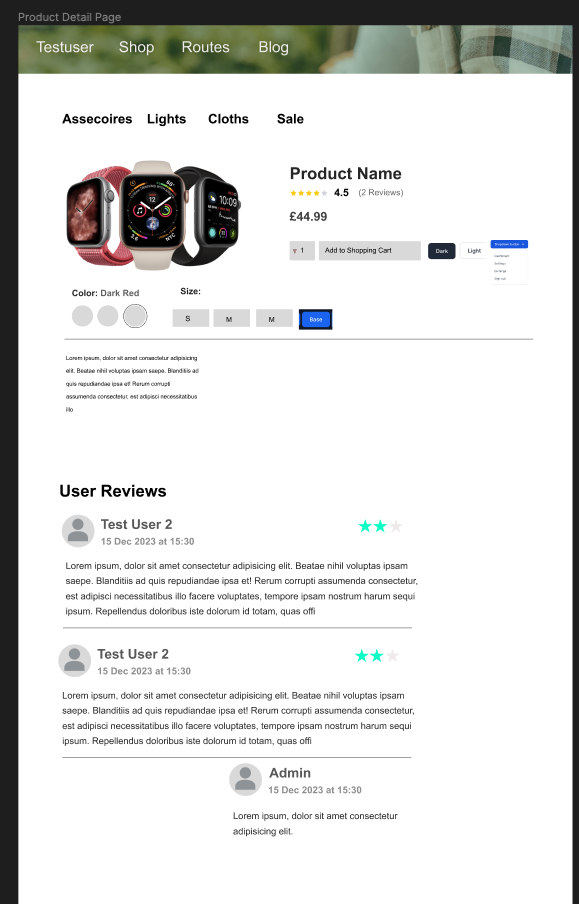 Product Detail Page
Testuser Shop Routes Blog
Assecoires Lights Cloths Sale
Product Name
4.5 (2 Reviews)
£44.99
1 Add to Shopping Cart Dark Light Dropdown button
Dashboard
Settings
Earnings
Sign out
12
NYC
10:09
Color: Dark Red
Size:
S M M Base
Lorem ipsum, dolor sit amet consectetur adipisicing
elit. Beatae nihil voluptas ipsam saepe. Blanditiis ad
quis repudiandae ipsa et! Rerum corrupti
assumenda consectetur, est adipisci necessitatibus
illo
User Reviews
Test User 2
15 Dec 2023 at 15:30
Lorem ipsum, dolor sit amet consectetur adipisicing elit. Beatae nihil voluptas ipsam
saepe. Blanditiis ad quis repudiandae ipsa et! Rerum corrupti assumenda consectetur,
est adipisci necessitatibus illo facere voluptates, tempore ipsam nostrum harum sequi
ipsum. Repellendus doloribus iste dolorum id totam, quas offi
Test User 2
15 Dec 2023 at 15:30
Lorem ipsum, dolor sit amet consectetur adipisicing elit. Beatae nihil voluptas ipsam
saepe. Blanditiis ad quis repudiandae ipsa et! Rerum corrupti assumenda consectetur,
est adipisci necessitatibus illo facere voluptates, tempore ipsam nostrum harum sequi
ipsum. Repellendus doloribus iste dolorum id totam, quas offi
Admin
15 Dec 2023 at 15:30
Lorem ipsum, dolor sit amet consectetur
adipisicing elit.